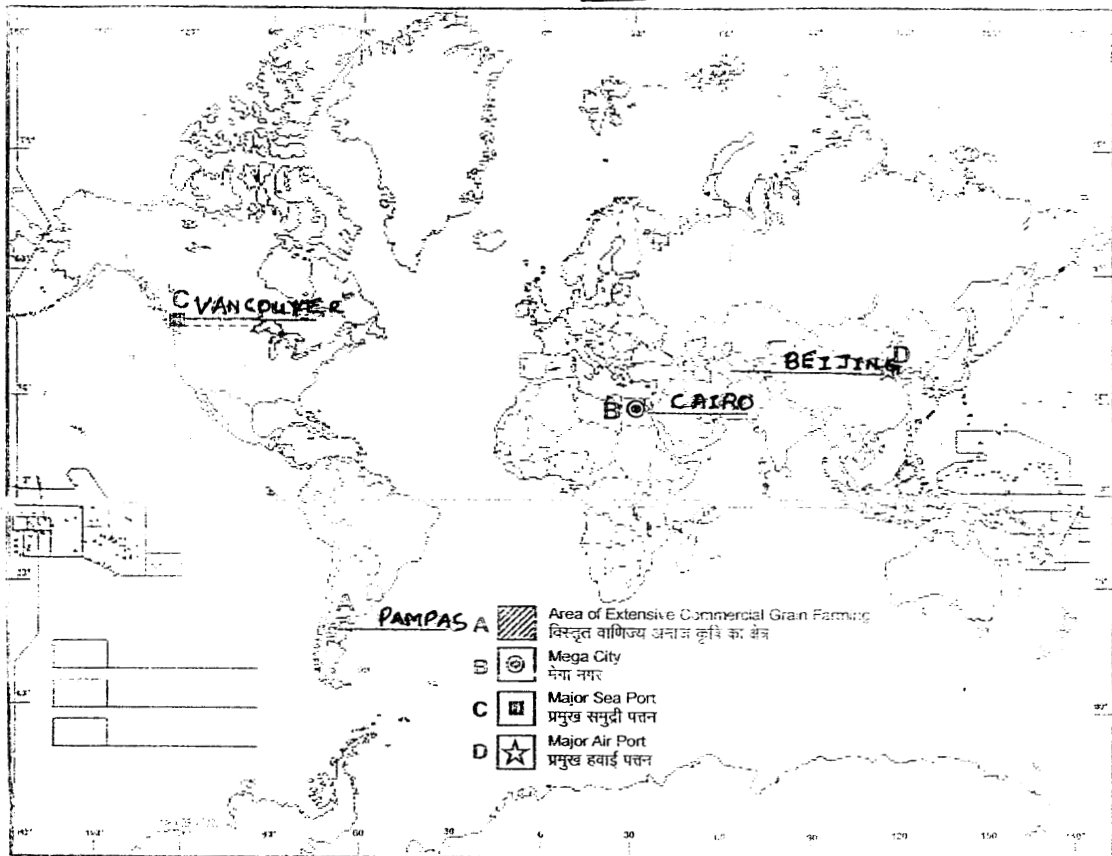 C VANCOUVER
D
BEIJING
B CAIRO
A
PAMPAS
A Area of Extensive Commercial Grain Farming
विस्तृत वाणिज्य अनाज कृषि का क्षेत्र
B Mega City
मेगा नगर
C Major Sea Port
प्रमुख समुद्री पत्तन
D Major Air Port
प्रमुख हवाई पत्तन
30 0 30 60 90 120 150